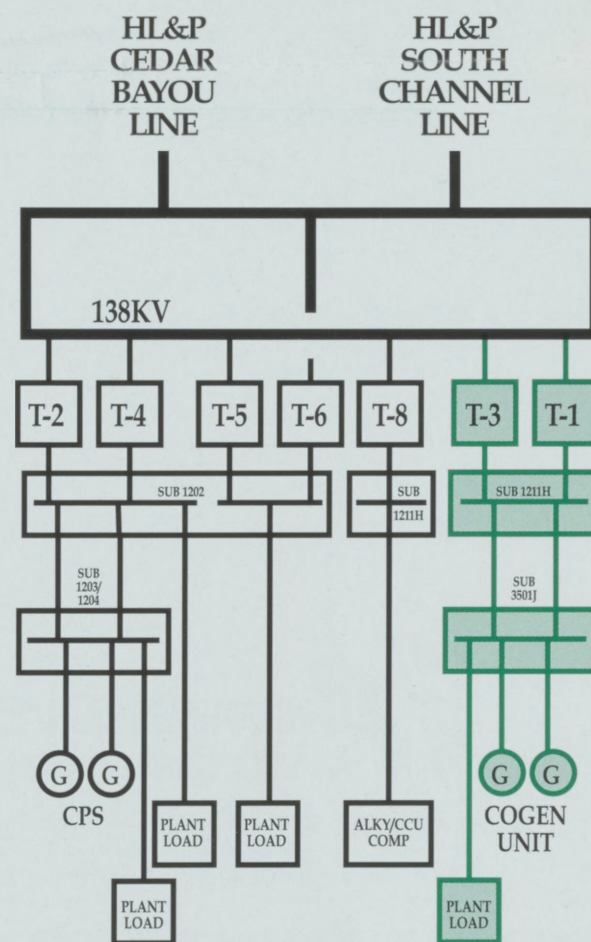 HL&P
CEDAR
BAYOU
LINE
HL&P
SOUTH
CHANNEL
LINE
138KV
T-2
T-4
T-5
T-6
T-8
T-3
T-1
SUB 1202
SUB
1211H
SUB 1211H
SUB
1203/
1204
SUB
3501J
G
G
CPS
G
G
COGEN
UNIT
PLANT
LOAD
PLANT
LOAD
ALKY/CCU
COMP
PLANT
LOAD
PLANT
LOAD